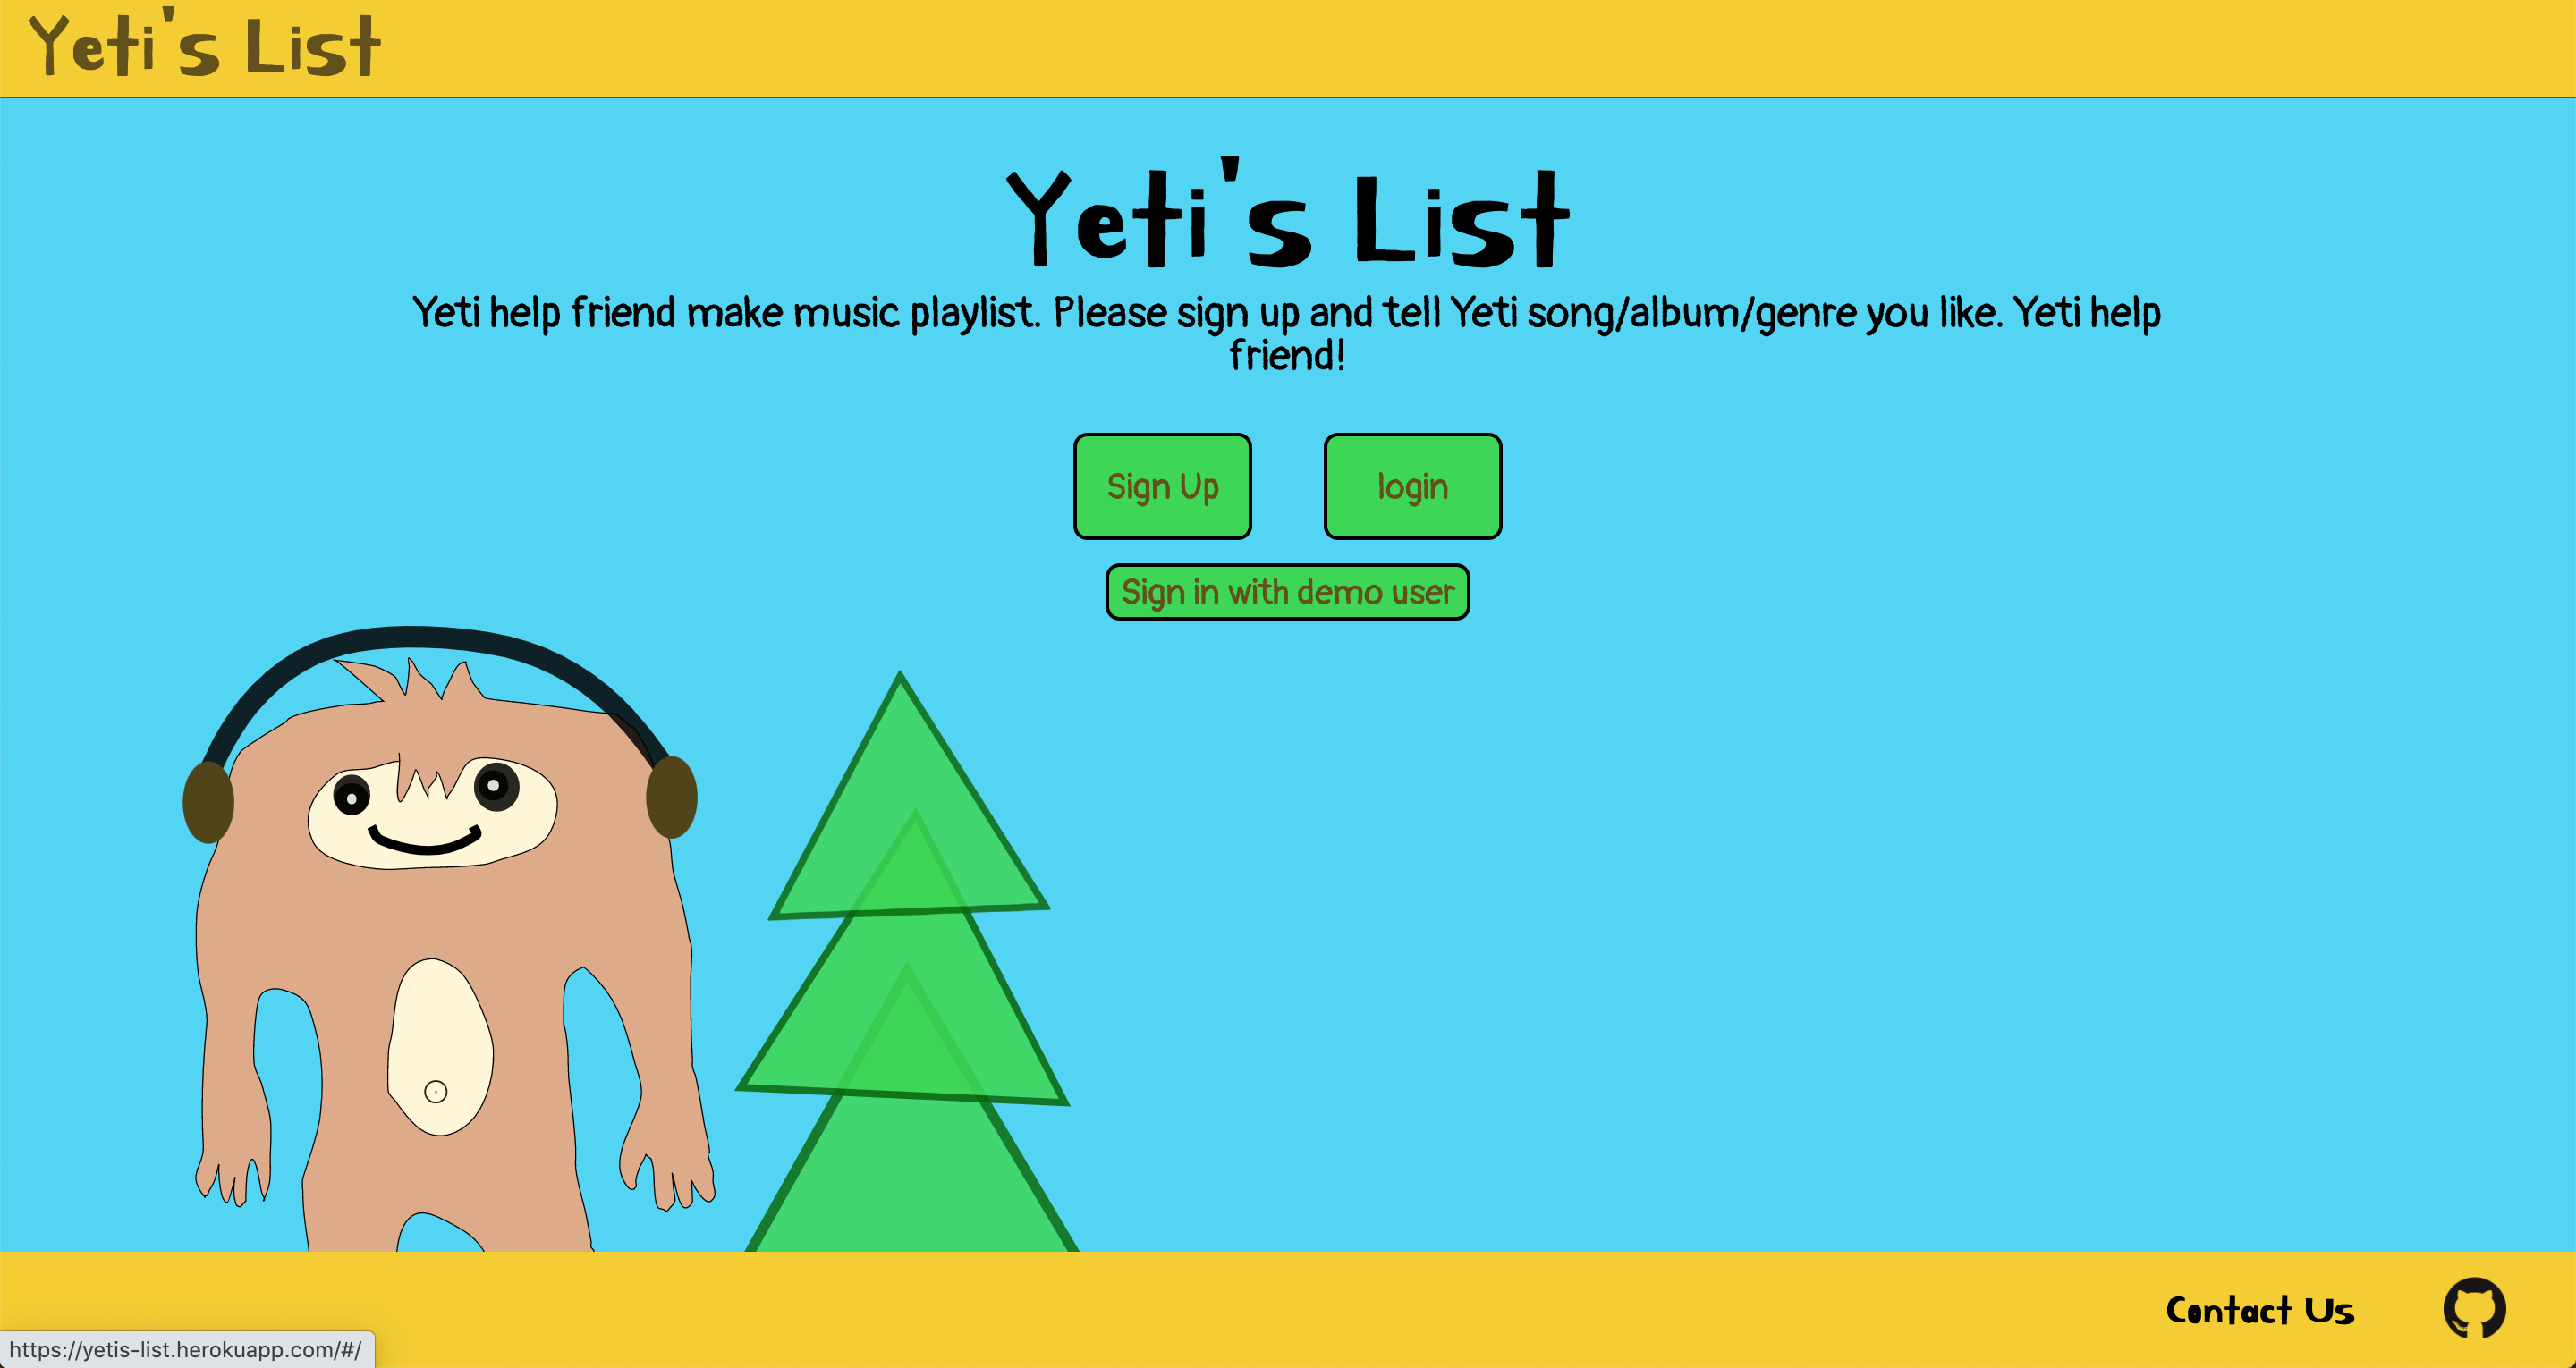 Yeti's List
Yeti's List
Yeti help friend make music playlist. Please sign up and tell Yeti song/album/genre you like. Yeti help
friend!
Sign Up
login
Sign in with demo user
Contact Us
https://yetis-list.herokuapp.com/#/